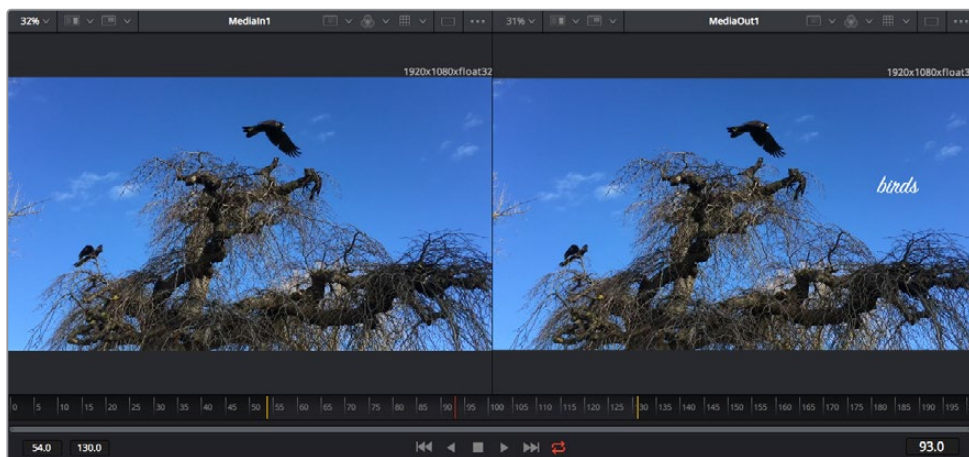 32% MediaIn1 31% MediaOut1
1920x1080xfloat32 1920x1080xfloat3
birds
0 5 10 15 20 25 30 35 40 45 50 55 60 65 70 75 80 85 90 95 100 105 110 115 120 125 130 135 140 145 150 155 160 165 170 175 180 185 190 195
54.0 130.0 93.0